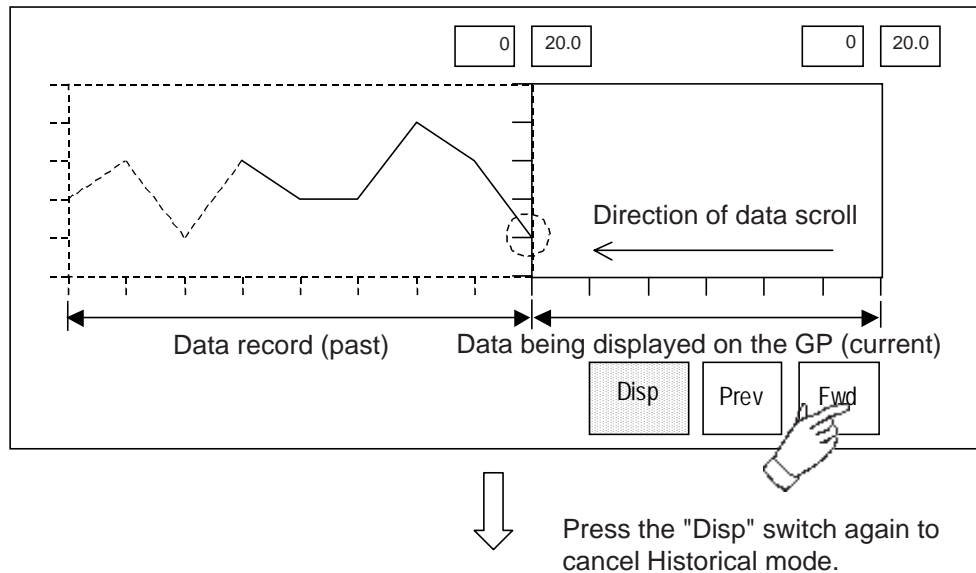 0 20.0 0 20.0
Direction of data scroll
Data record (past) Data being displayed on the GP (current)
Disp Prev Fwd
Press the "Disp" switch again to
cancel Historical mode.